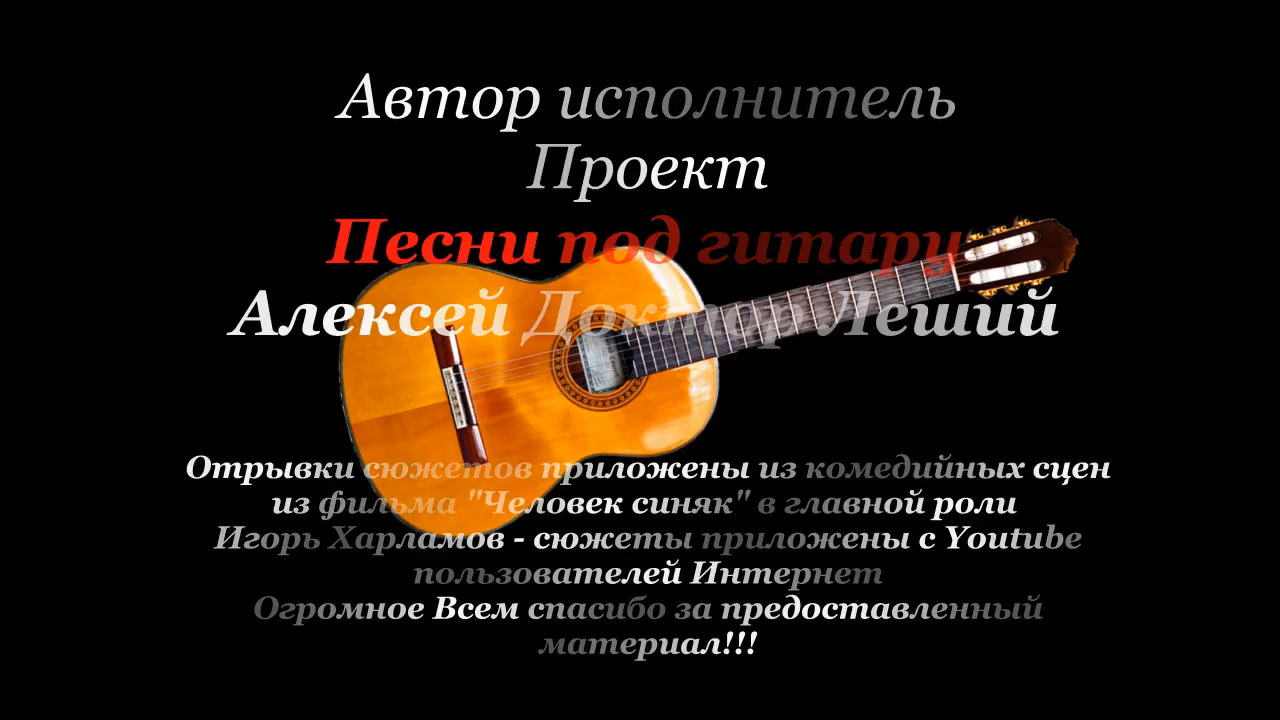 Автор исполнитель
Проект
Песни под гитару
Алексей Доктор Леший
Отрывки сюжетов приложены из комедийных сцен
из фильма "Человек синяк" в главной роли
Игорь Харламов - сюжеты приложены с Youtube
пользователей Интернет
Огромное Всем спасибо за предоставленный
материал!!!